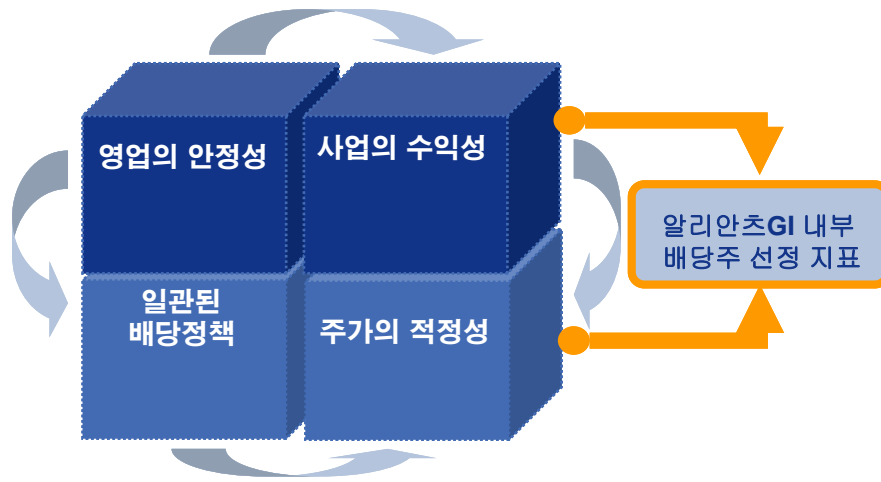 영업의 안정성
사업의 수익성
일관된
배당정책
주가의 적정성
알리안츠GI 내부
배당주 선정 지표